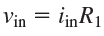 v_in = i_in R_1